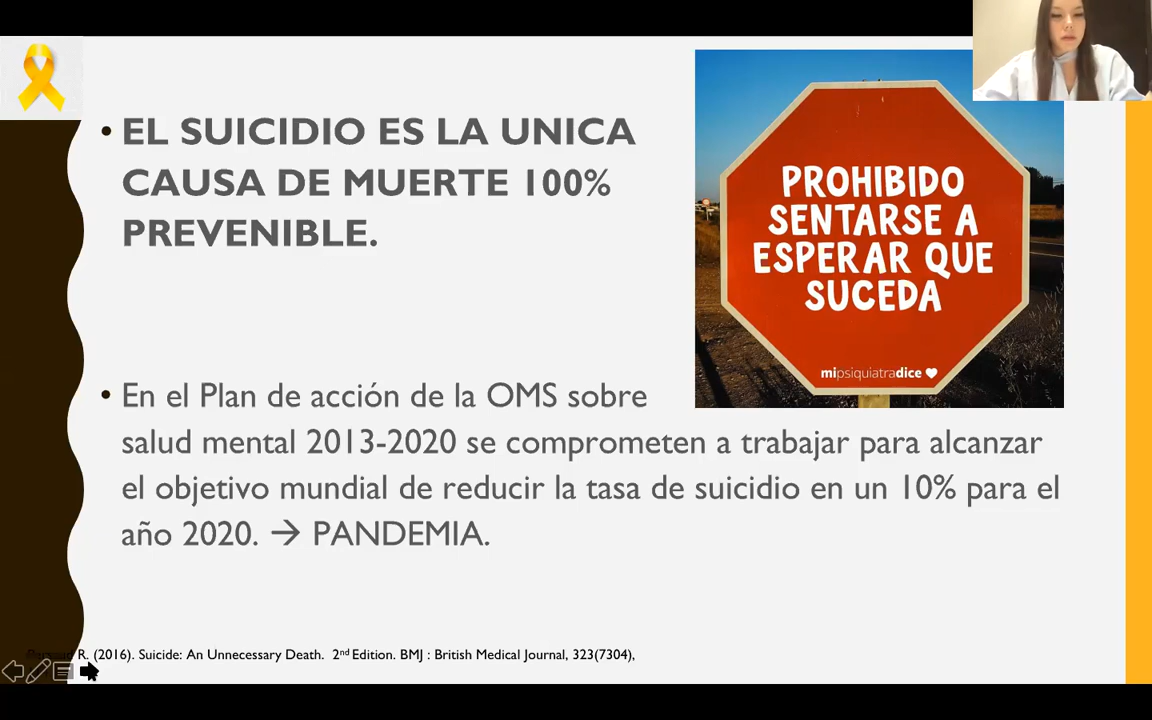 • EL SUICIDIO ES LA UNICA
CAUSA DE MUERTE 100%
PREVENIBLE.
PROHIBIDO
SENTARSE A
ESPERAR QUE
SUCEDA
mipsiquiatradice
• En el Plan de acción de la OMS sobre
salud mental 2013-2020 se comprometen a trabajar para alcanzar
el objetivo mundial de reducir la tasa de suicidio en un 10% para el
año 2020. → PANDEMIA.
R. (2016). Suicide: An Unnecessary Death. 2nd Edition. BMJ : British Medical Journal, 323(7304),